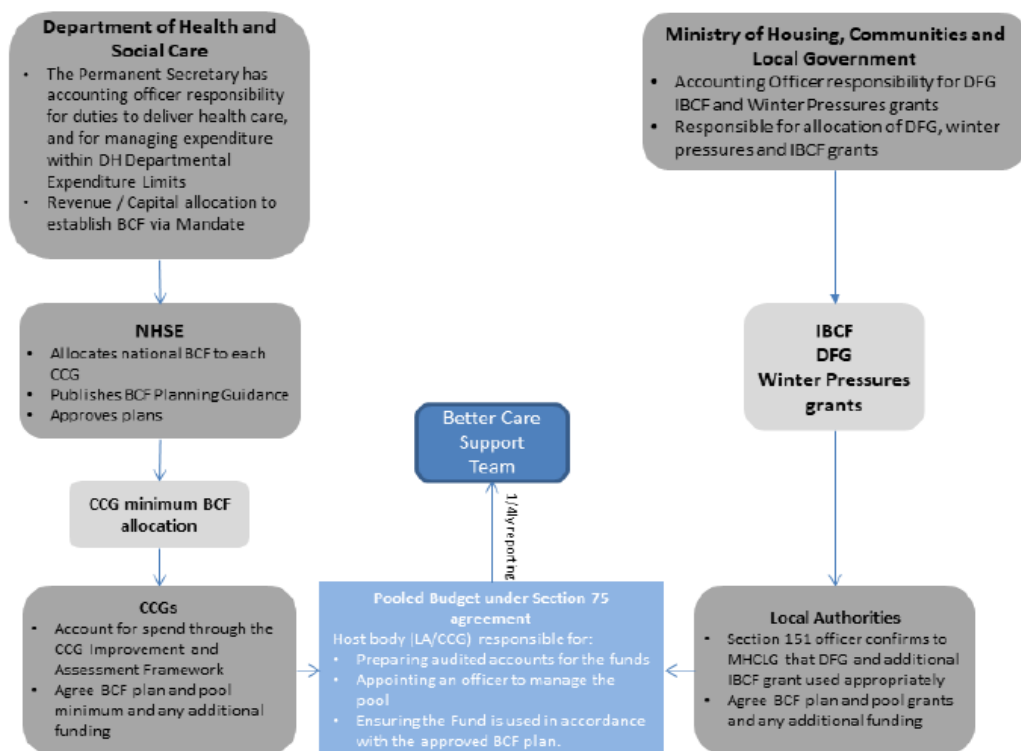 Department of Health and
Social Care
• The Permanent Secretary has
accounting officer responsibility
for duties to deliver health care,
and for managing expenditure
within DH Departmental
Expenditure Limits
• Revenue / Capital allocation to
establish BCF via Mandate
Ministry of Housing, Communities and
Local Government
• Accounting Officer responsibility for DFG
IBCF and Winter Pressures grants
• Responsible for allocation of DFG, winter
pressures and IBCF grants
NHSE
• Allocates national BCF to each
CCG
• Publishes BCF Planning Guidance
• Approves plans
IBCF
DFG
Winter Pressures
grants
Better Care
Support
Team
CCG minimum BCF
allocation
1/4ly reporting
CCGs
• Account for spend through the
CCG Improvement and
Assessment Framework
• Agree BCF plan and pool
minimum and any additional
funding
Pooled Budget under Section 75
agreement
Host body (LA/CCG) responsible for:
• Preparing audited accounts for the funds
• Appointing an officer to manage the
pool
• Ensuring the Fund is used in accordance
with the approved BCF plan.
Local Authorities
• Section 151 officer confirms to
MHCLG that DFG and additional
IBCF grant used appropriately
• Agree BCF plan and pool grants
and any additional funding